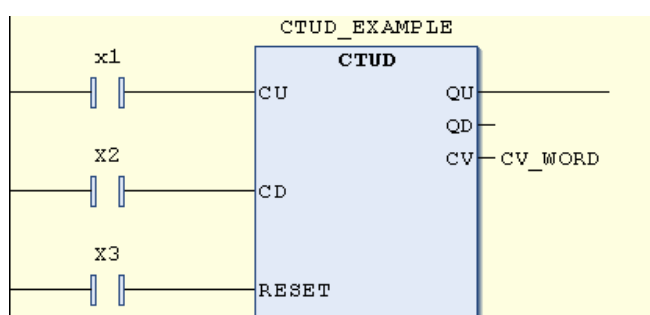 CTUD_EXAMPLE
x1
CTUD
CU
QU
QD
X2
CV
CV_WORD
CD
X3
RESET